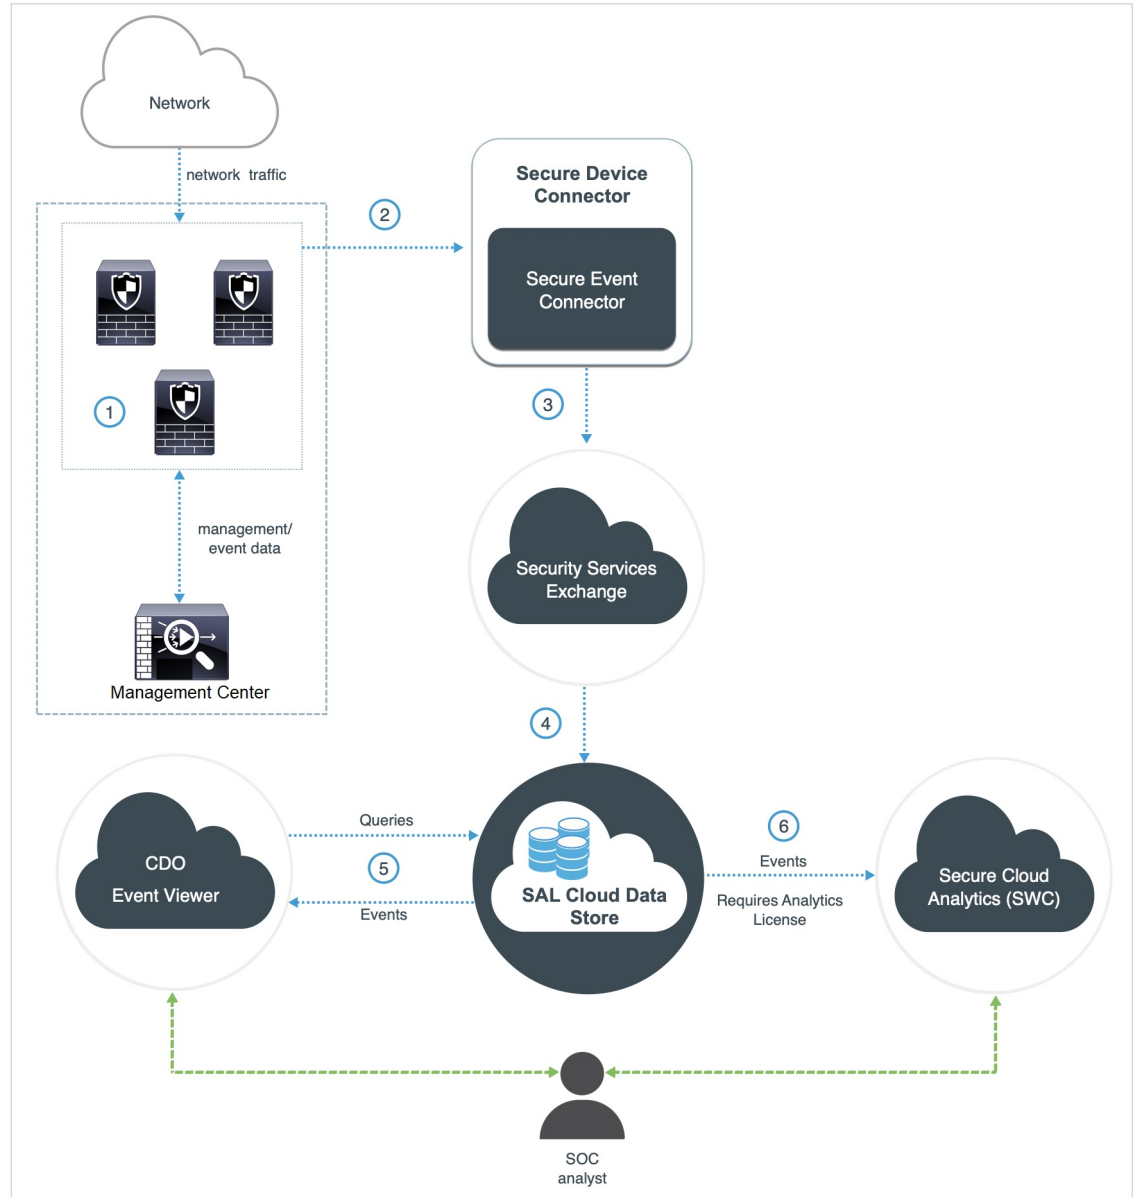 Network
network traffic
2
Secure Device
Connector
Secure Event
Connector
1
3
management/
event data
Security Services
Exchange
Management Center
4
CDO
Event Viewer
Queries
5
Events
SAL Cloud Data
Store
6
Events
Requires Analytics
License
Secure Cloud
Analytics (SWC)
SOC
analyst